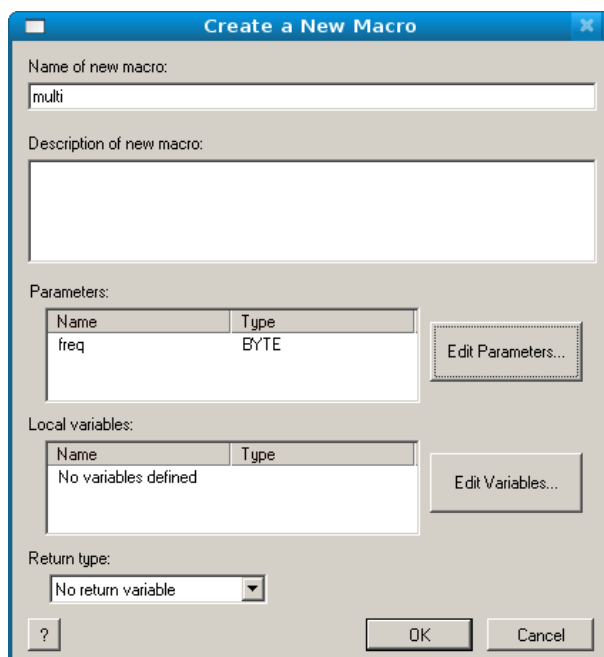 Create a New Macro
Name of new macro:
multi
Description of new macro:
Parameters:
Name Type
freq BYTE
Edit Parameters...
Local variables:
Name Type
No variables defined
Edit Variables...
Return type:
No return variable
? OK Cancel